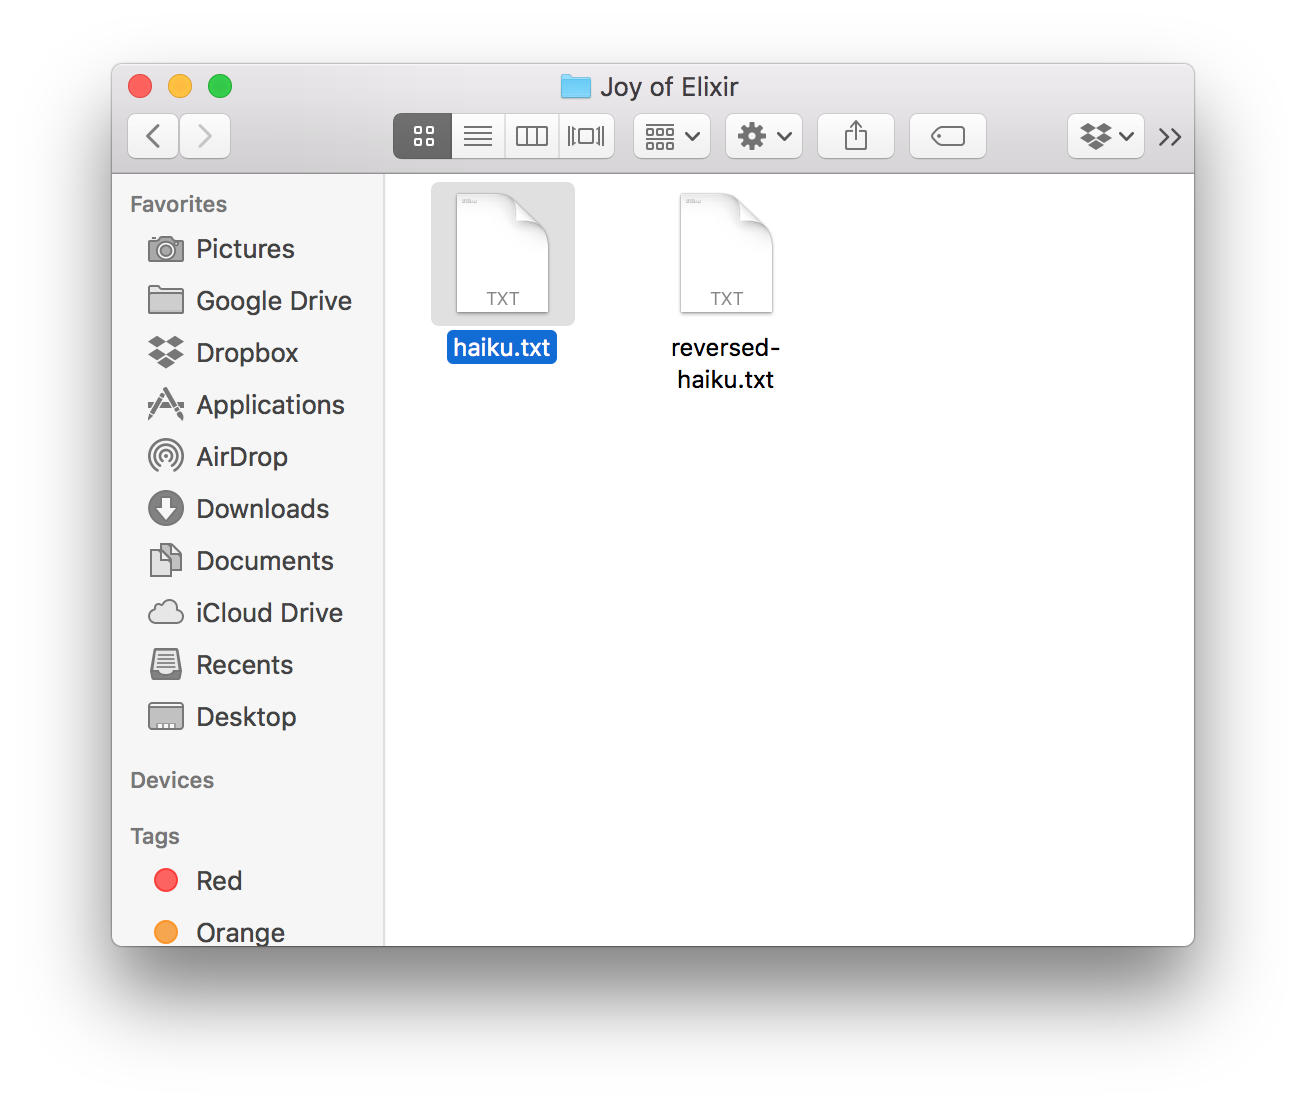 Joy of Elixir
Favorites
Pictures
Google Drive
Dropbox
Applications
AirDrop
Downloads
Documents
iCloud Drive
Recents
Desktop
Devices
Tags
Red
Orange
TXT
haiku.txt
TXT
reversed-
haiku.txt